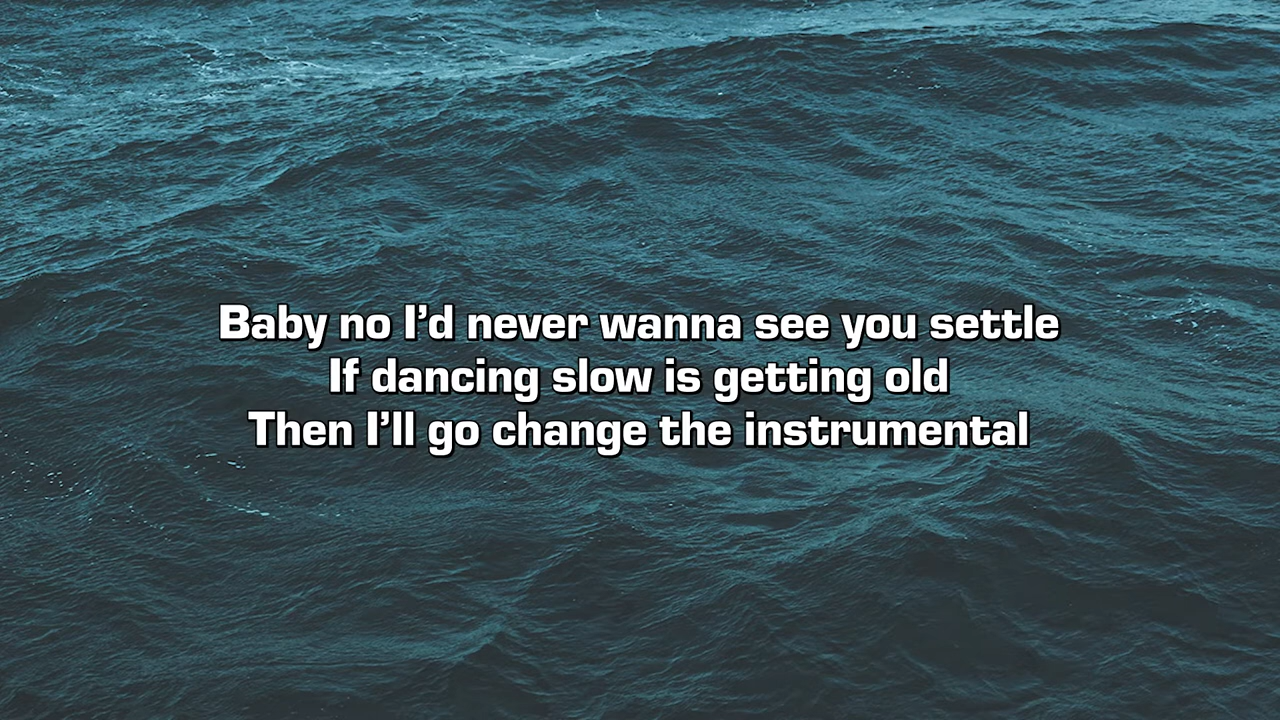 Baby no I’d never wanna see you settle
If dancing slow is getting old
Then I’ll go change the instrumental